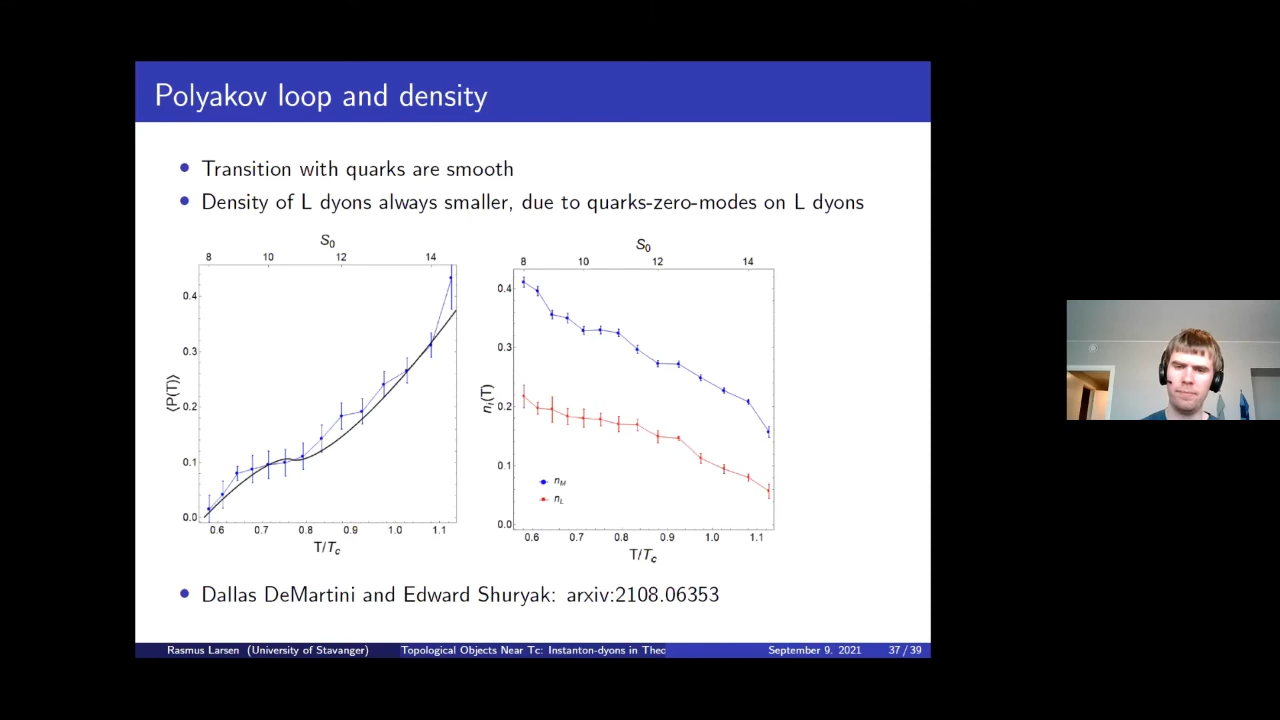 Polyakov loop and density
Transition with quarks are smooth
Density of L dyons always smaller, due to quarks-zero-modes on L dyons
S0
8 10 12 14
0.4
0.3
0.2
0.1
0.0
⟨P(T)⟩
0.6 0.7 0.8 0.9 1.0 1.1
T/Tc
S0
8 10 12 14
0.4
0.3
0.2
0.1
0.0
ni(T)
nM
nL
0.6 0.7 0.8 0.9 1.0 1.1
T/Tc
Dallas DeMartini and Edward Shuryak: arxiv:2108.06353
Rasmus Larsen (University of Stavanger) Topological Objects Near Tc: Instanton-dyons in Thec September 9. 2021 37 / 39